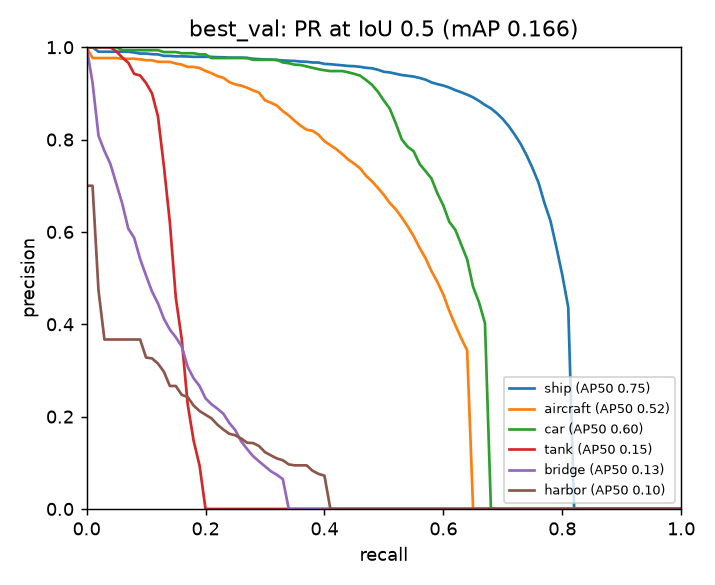 best_val: PR at IoU 0.5 (mAP 0.166)
1.0
0.8
0.6
0.4
0.2
0.0
precision
0.0 0.2 0.4 0.6 0.8 1.0
recall
ship (AP50 0.75)
aircraft (AP50 0.52)
car (AP50 0.60)
tank (AP50 0.15)
bridge (AP50 0.13)
harbor (AP50 0.10)